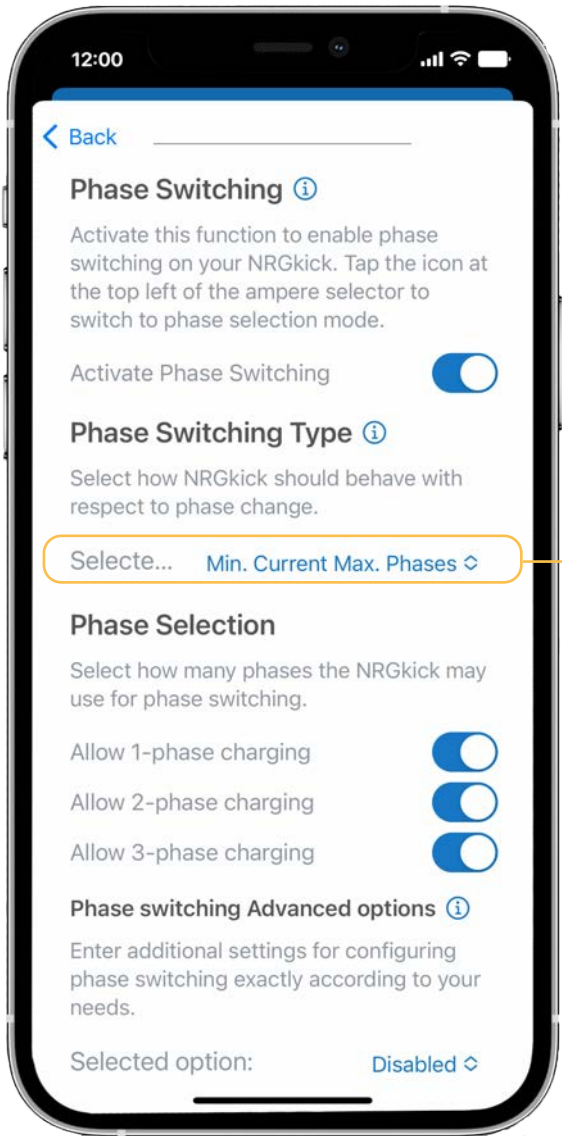 12:00
Back
Phase Switching
Activate this function to enable phase
switching on your NRGkick. Tap the icon at
the top left of the ampere selector to
switch to phase selection mode.
Activate Phase Switching
Phase Switching Type
Select how NRGkick should behave with
respect to phase change.
Selecte... Min. Current Max. Phases
Phase Selection
Select how many phases the NRGkick may
use for phase switching.
Allow 1-phase charging
Allow 2-phase charging
Allow 3-phase charging
Phase switching Advanced options
Enter additional settings for configuring
phase switching exactly according to your
needs.
Selected option: Disabled